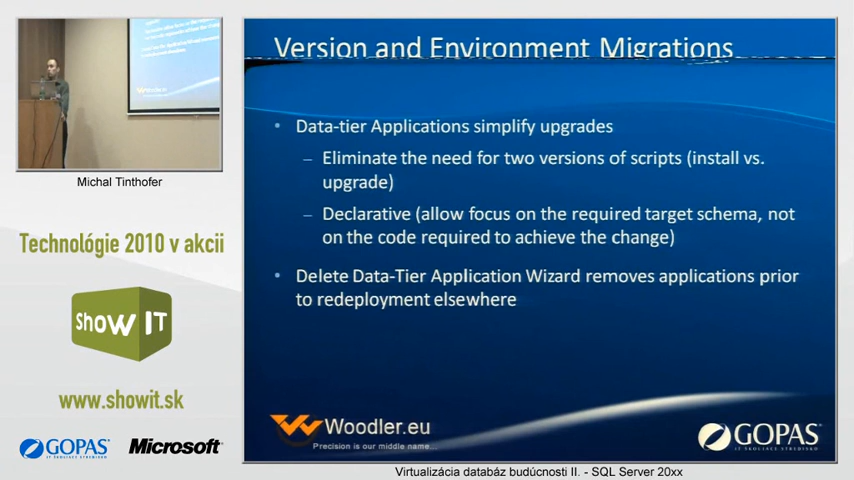 Version and Environment Migrations
• Data-tier Applications simplify upgrades
– Eliminate the need for two versions of scripts (install vs.
upgrade)
– Declarative (allow focus on the required target schema, not
on the code required to achieve the change)
• Delete Data-Tier Application Wizard removes applications prior
to redeployment elsewhere
Woodler.eu
Precision is our middle name...
GOPAS
IT ŠKOLIACE STREDISKO
Michal Tinthofer
Technológie 2010 v akcii
Show IT
www.showit.sk
GOPAS
Microsoft
Virtualizácia databáz budúcnosti II. - SQL Server 20xx